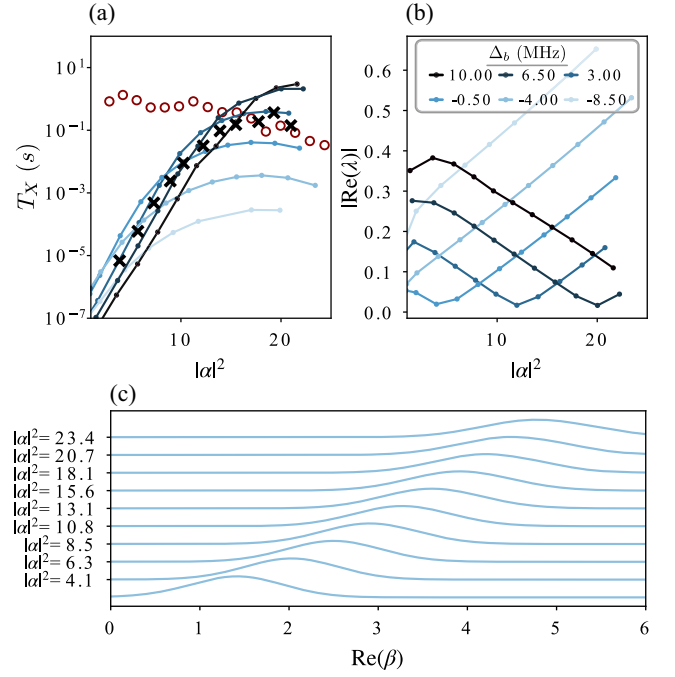 (a)
(b)
10¹
10⁻¹
10⁻³
10⁻⁵
10⁻⁷
T_X (s)
10
20
|α|²
Δ_b (MHz)
10.00 6.50 3.00
-0.50 -4.00 -8.50
0.6
0.5
0.4
0.3
0.2
0.1
0.0
|Re(λ)|
10
20
|α|²
(c)
|α|²= 23.4
|α|²= 20.7
|α|²= 18.1
|α|²= 15.6
|α|²= 13.1
|α|²= 10.8
|α|²= 8.5
|α|²= 6.3
|α|²= 4.1
0 1 2 3 4 5 6
Re(β)